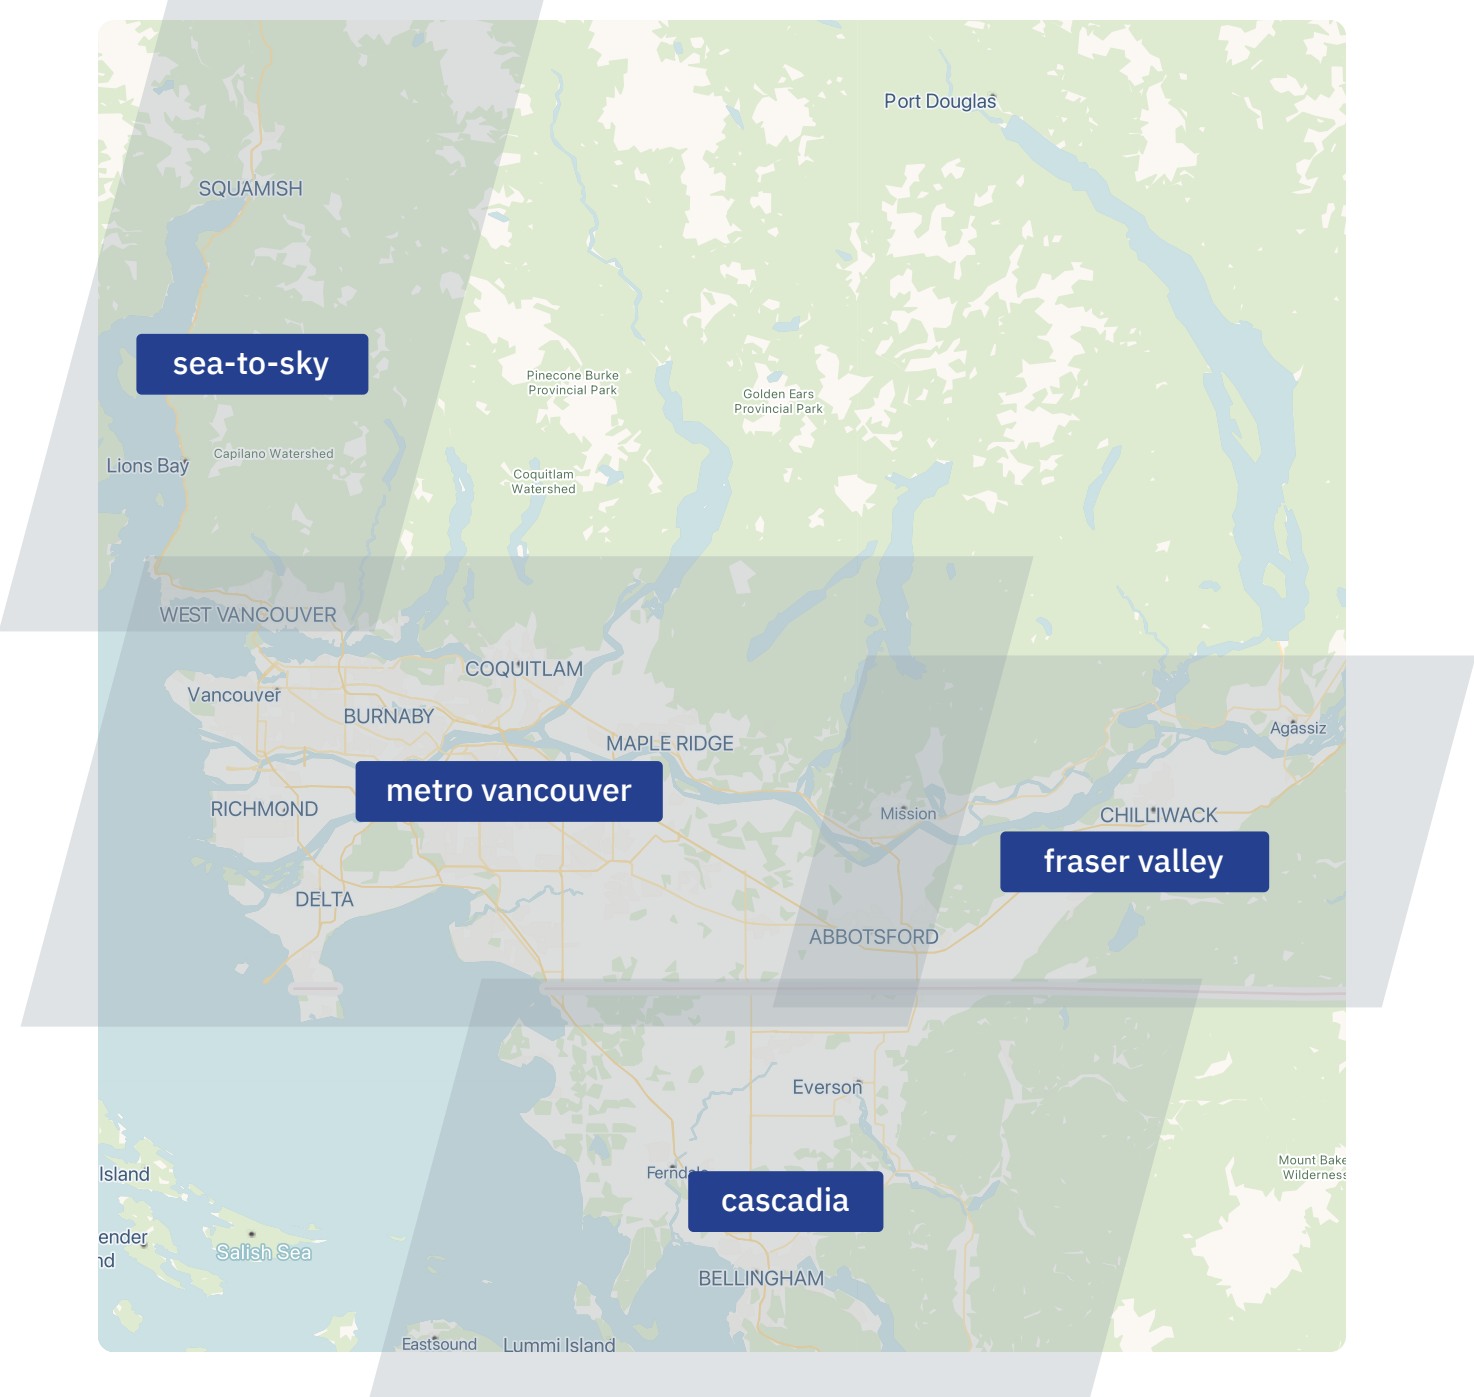 Port Douglas
SQUAMISH
sea-to-sky
Pinecone Burke
Provincial Park
Golden Ears
Provincial Park
Capilano Watershed
Lions Bay
Coquitlam
Watershed
WEST VANCOUVER
COQUITLAM
Vancouver
BURNABY
MAPLE RIDGE
Agassiz
metro vancouver
RICHMOND
Mission
CHILLIWACK
fraser valley
DELTA
ABBOTSFORD
Everson
Mount Bake
Wilderness
Island
Ferndale
cascadia
ender
nd
Salish Sea
BELLINGHAM
Eastsound
Lummi Island